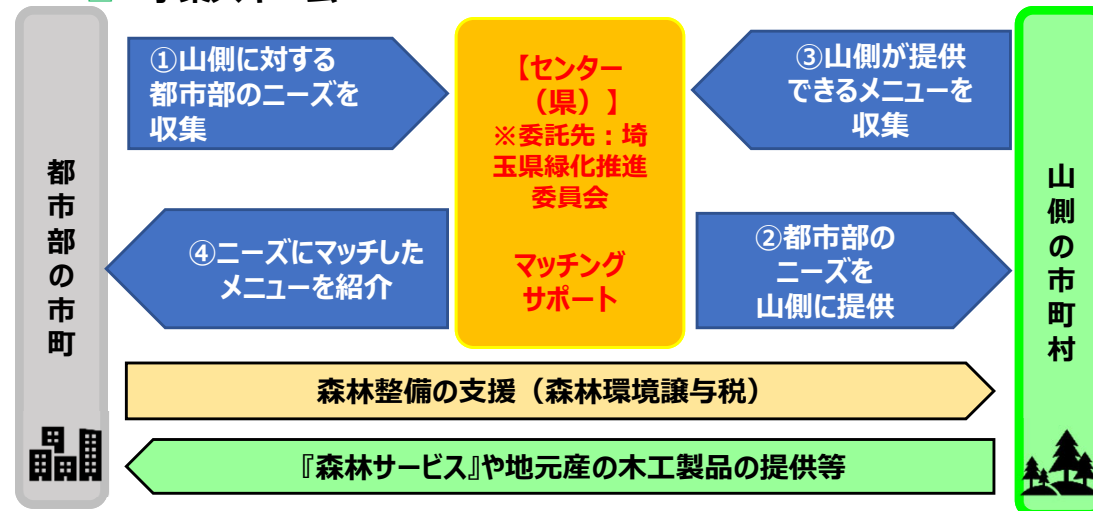 ①山側に対する
都市部のニーズを
収集
【センター
（県）】
※委託先：埼
玉県緑化推進
委員会
マッチング
サポート
③山側が提供
できるメニューを
収集
④ニーズにマッチした
メニューを紹介
②都市部の
ニーズを
山側に提供
都市部の市町
山側の市町村
森林整備の支援（森林環境譲与税）
『森林サービス』や地元産の木工製品の提供等